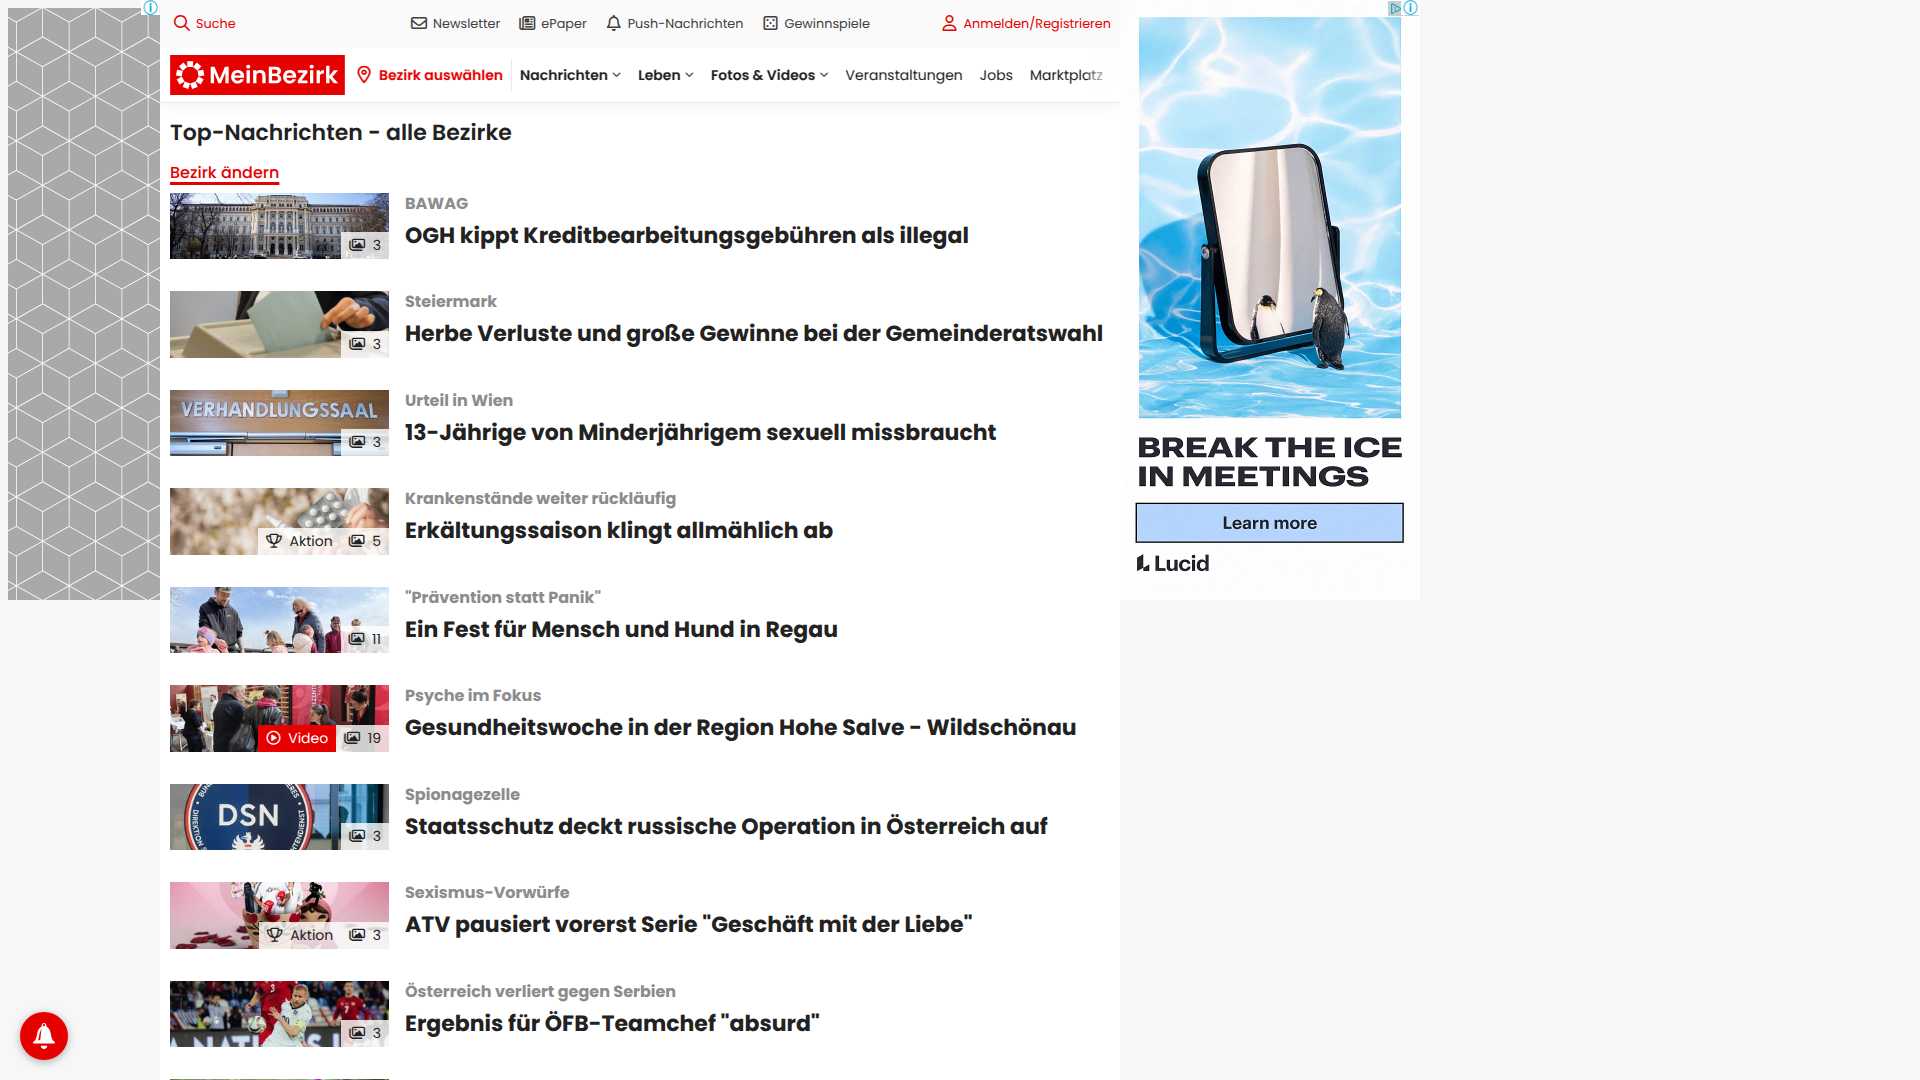 Suche
Newsletter
ePaper
Push-Nachrichten
Gewinnspiele
Anmelden/Registrieren
MeinBezirk
Bezirk auswählen
Nachrichten
Leben
Fotos & Videos
Veranstaltungen
Jobs
Marktplatz
Top-Nachrichten - alle Bezirke
Bezirk ändern
3
BAWAG
OGH kippt Kreditbearbeitungsgebühren als illegal
3
Steiermark
Herbe Verluste und große Gewinne bei der Gemeinderatswahl
VERHANDLUNGSSAAL
3
Urteil in Wien
13-Jährige von Minderjährigem sexuell missbraucht
Aktion 5
Krankenstände weiter rückläufig
Erkältungssaison klingt allmählich ab
11
"Prävention statt Panik"
Ein Fest für Mensch und Hund in Regau
Video 19
Psyche im Fokus
Gesundheitswoche in der Region Hohe Salve - Wildschönau
DSN
3
Spionagezelle
Staatsschutz deckt russische Operation in Österreich auf
Aktion 3
Sexismus-Vorwürfe
ATV pausiert vorerst Serie "Geschäft mit der Liebe"
3
Österreich verliert gegen Serbien
Ergebnis für ÖFB-Teamchef "absurd"
BREAK THE ICE
IN MEETINGS
Learn more
Lucid